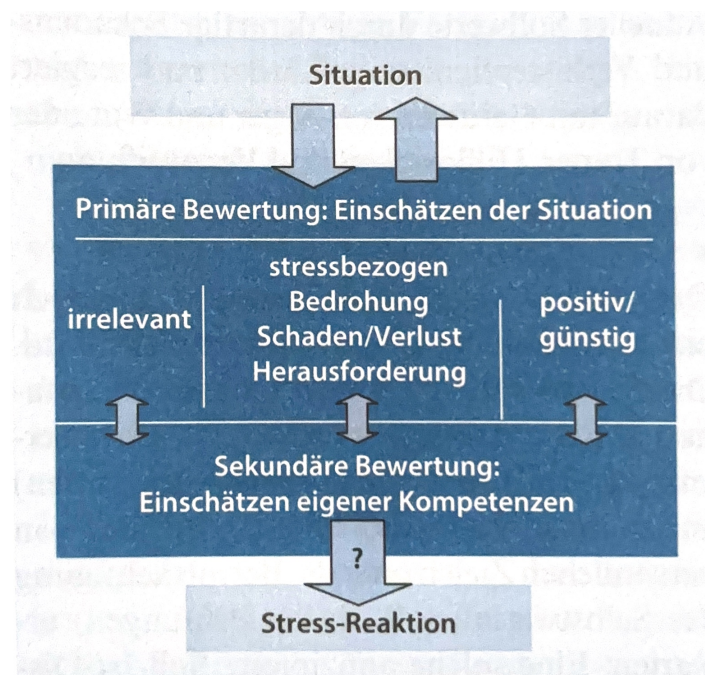 Situation
Primäre Bewertung: Einschätzen der Situation
irrelevant
stressbezogen
Bedrohung
Schaden/Verlust
Herausforderung
positiv/
günstig
Sekundäre Bewertung:
Einschätzen eigener Kompetenzen
?
Stress-Reaktion